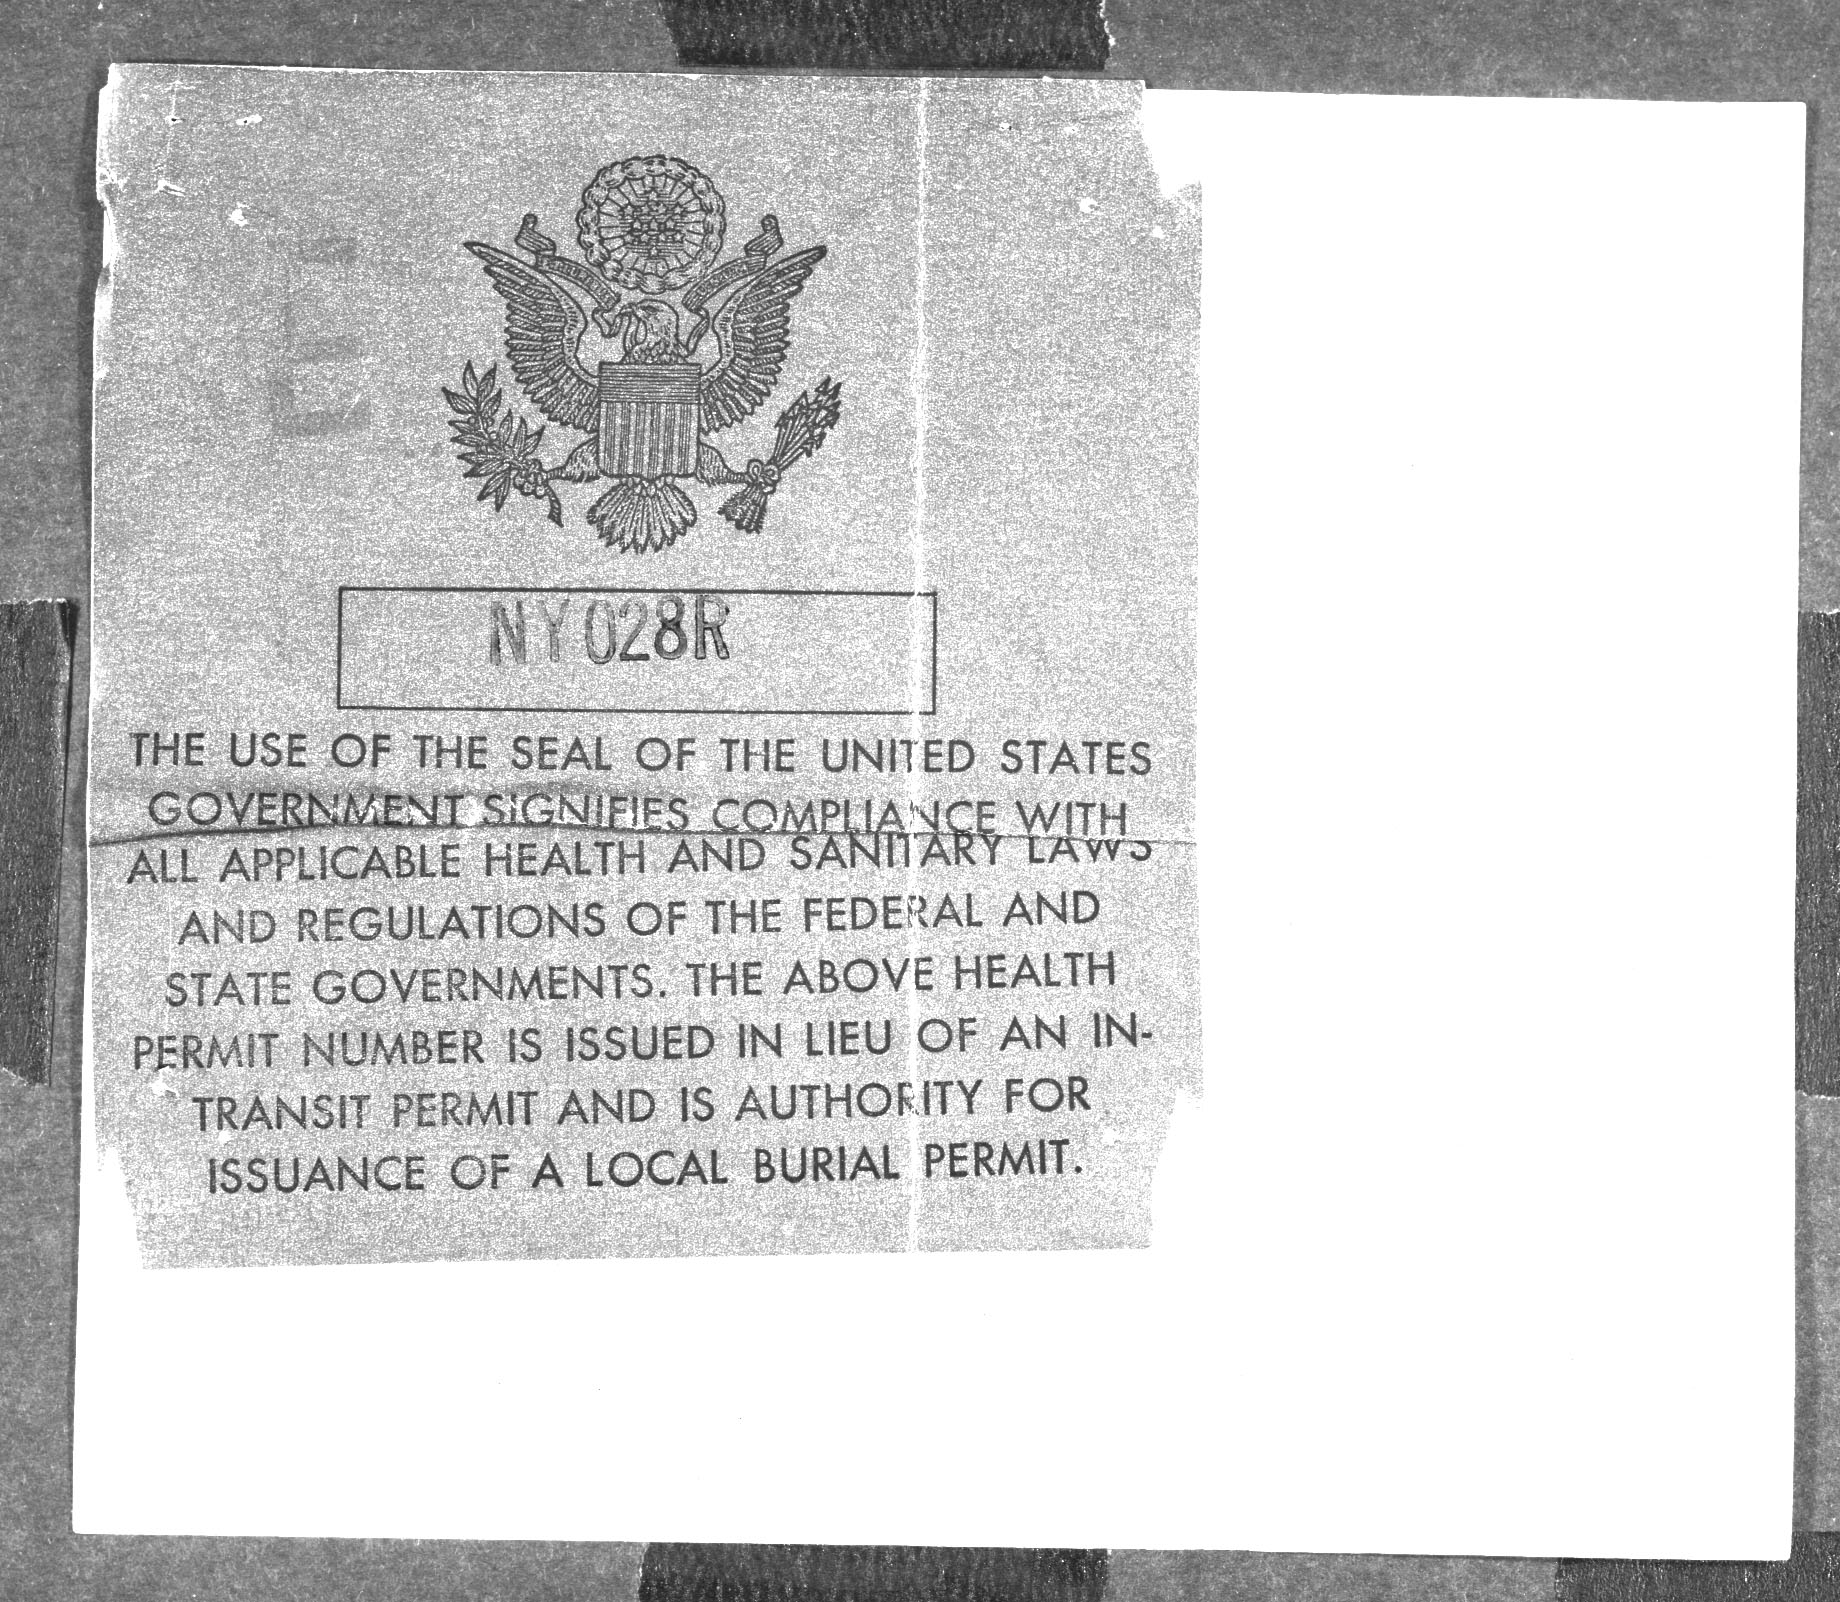 NY028R
THE USE OF THE SEAL OF THE UNITED STATES
GOVERNMENT SIGNIFIES COMPLIANCE WITH
ALL APPLICABLE HEALTH AND SANITARY LAWS
AND REGULATIONS OF THE FEDERAL AND
STATE GOVERNMENTS. THE ABOVE HEALTH
PERMIT NUMBER IS ISSUED IN LIEU OF AN IN-
TRANSIT PERMIT AND IS AUTHORITY FOR
ISSUANCE OF A LOCAL BURIAL PERMIT.